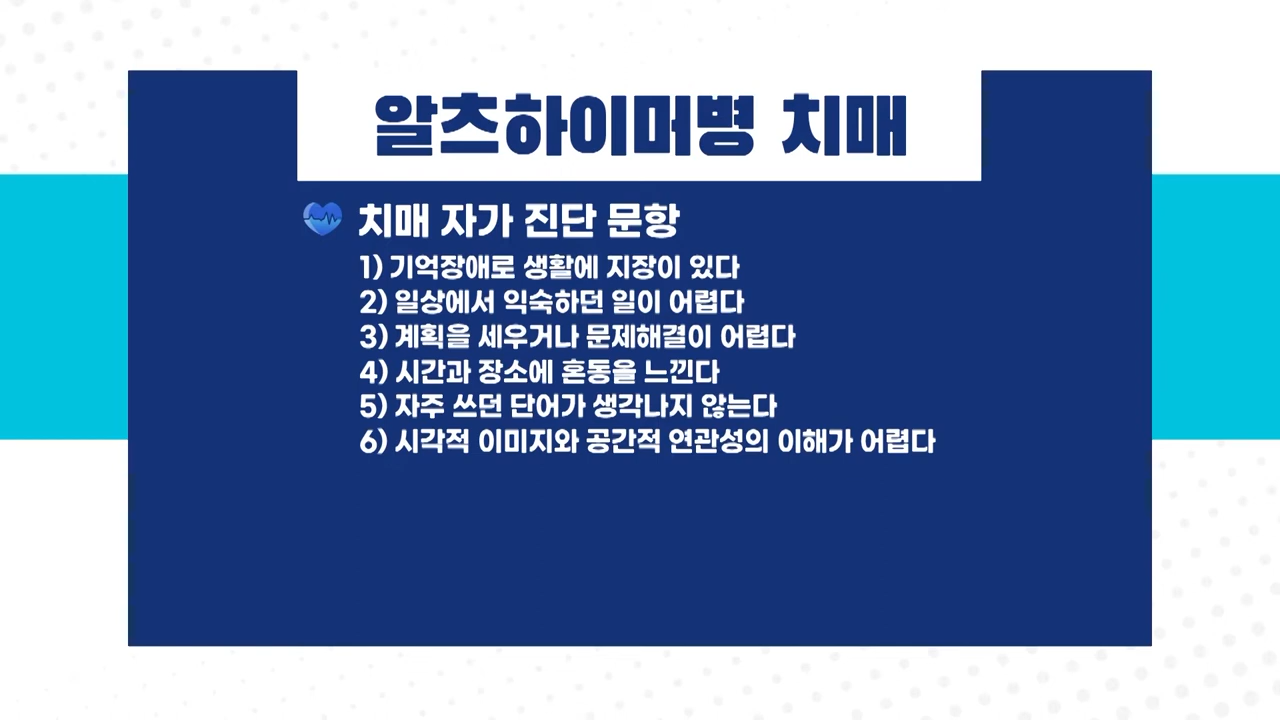 알츠하이머병 치매
치매 자가 진단 문항
1) 기억장애로 생활에 지장이 있다
2) 일상에서 익숙하던 일이 어렵다
3) 계획을 세우거나 문제해결이 어렵다
4) 시간과 장소에 혼동을 느낀다
5) 자주 쓰던 단어가 생각나지 않는다
6) 시각적 이미지와 공간적 연관성의 이해가 어렵다